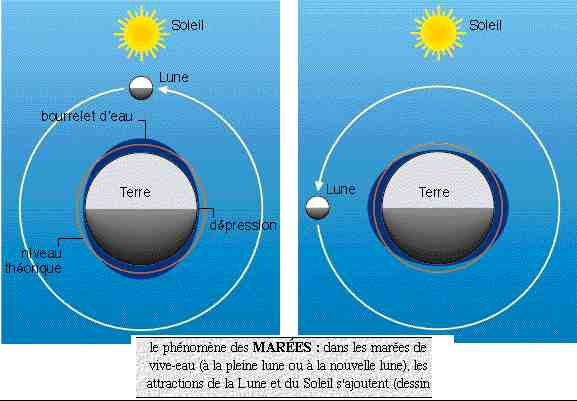 Soleil
Lune
bourrelet d'eau
Terre
dépression
niveau
théorique
Soleil
Lune
Terre
le phénomène des MARÉES : dans les marées de
vive-eau (à la pleine lune ou à la nouvelle lune), les
attractions de la Lune et du Soleil s'ajoutent (dessin